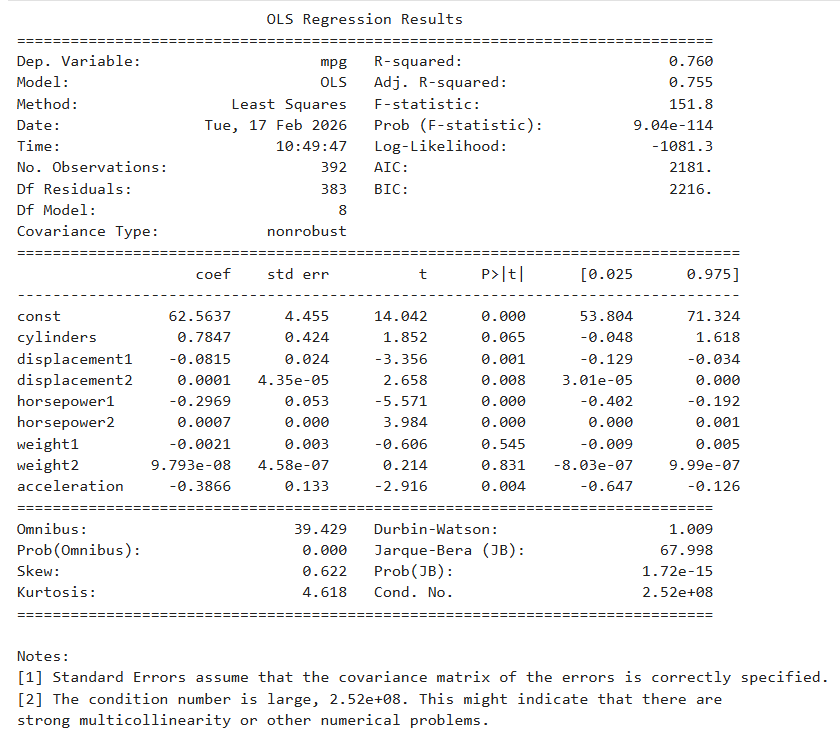 OLS Regression Results
==============================================================================
Dep. Variable:                    mpg   R-squared:                       0.760
Model:                            OLS   Adj. R-squared:                  0.755
Method:                 Least Squares   F-statistic:                     151.8
Date:                Tue, 17 Feb 2026   Prob (F-statistic):          9.04e-114
Time:                        10:49:47   Log-Likelihood:                -1081.3
No. Observations:                 392   AIC:                             2181.
Df Residuals:                     383   BIC:                             2216.
Df Model:                           8
Covariance Type:            nonrobust
=================================================================================
                    coef    std err          t      P>|t|      [0.025      0.975]
---------------------------------------------------------------------------------
const            62.5637      4.455     14.042      0.000      53.804      71.324
cylinders         0.7847      0.424      1.852      0.065      -0.048       1.618
displacement1    -0.0815      0.024     -3.356      0.001      -0.129      -0.034
displacement2     0.0001   4.35e-05      2.658      0.008    3.01e-05       0.000
horsepower1      -0.2969      0.053     -5.571      0.000      -0.402      -0.192
horsepower2       0.0007      0.000      3.984      0.000       0.000       0.001
weight1          -0.0021      0.003     -0.606      0.545      -0.009       0.005
weight2        9.793e-08   4.58e-07      0.214      0.831   -8.03e-07    9.99e-07
acceleration     -0.3866      0.133     -2.916      0.004      -0.647      -0.126
==============================================================================
Omnibus:                       39.429   Durbin-Watson:                   1.009
Prob(Omnibus):                  0.000   Jarque-Bera (JB):               67.998
Skew:                           0.622   Prob(JB):                     1.72e-15
Kurtosis:                       4.618   Cond. No.                     2.52e+08
==============================================================================

Notes:
[1] Standard Errors assume that the covariance matrix of the errors is correctly specified.
[2] The condition number is large, 2.52e+08. This might indicate that there are
strong multicollinearity or other numerical problems.